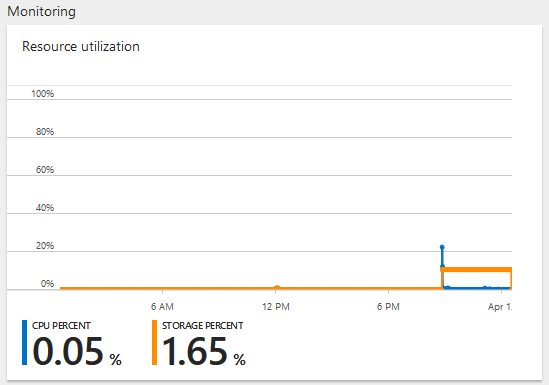 Monitoring
Resource utilization
100%
80%
60%
40%
20%
0%
6 AM 12 PM 6 PM Apr 1
CPU PERCENT STORAGE PERCENT
0.05 % 1.65 %